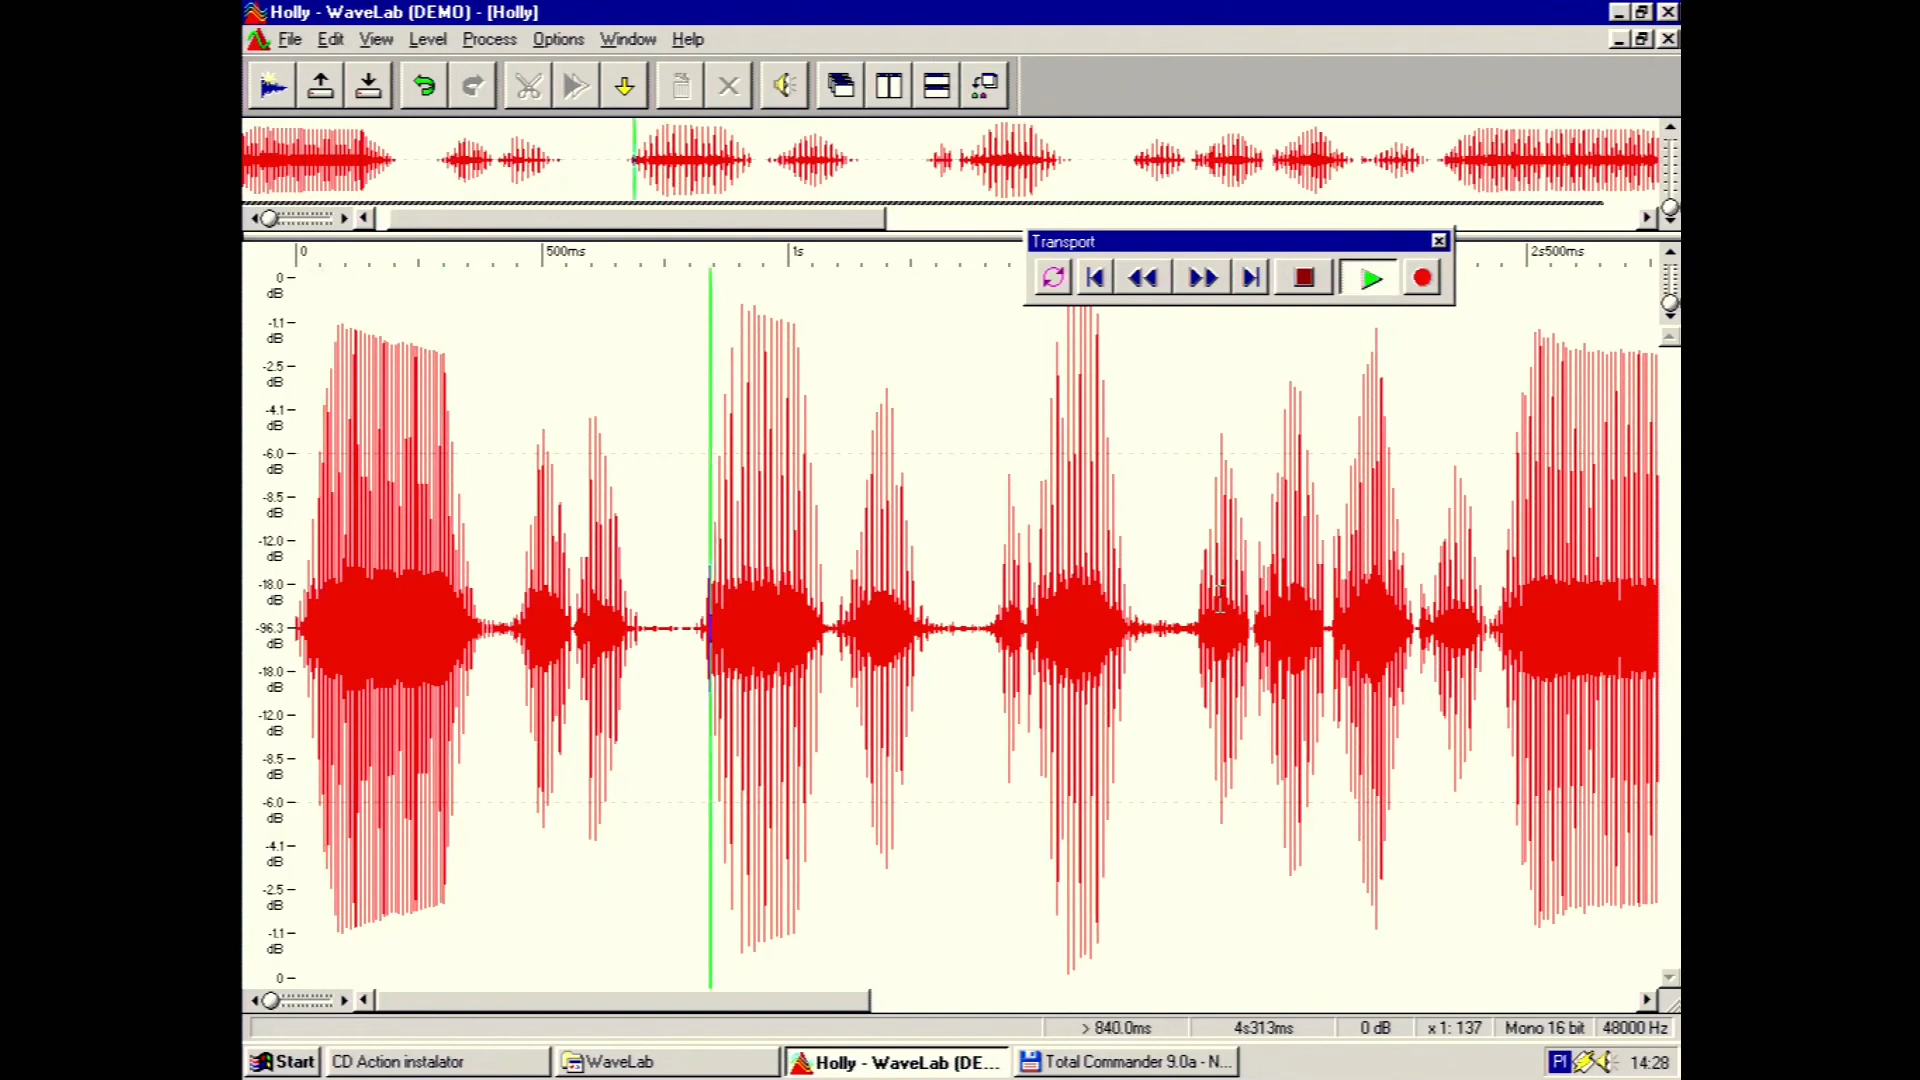 Holly - WaveLab (DEMO) - [Holly]
File Edit View Level Process Options Window Help
0 500ms 1s 2s500ms
Transport
0
dB
-1.1
dB
-2.5
dB
-4.1
dB
-6.0
dB
-8.5
dB
-12.0
dB
-18.0
dB
-96.3
dB
-18.0
dB
-12.0
dB
-8.5
dB
-6.0
dB
-4.1
dB
-2.5
dB
-1.1
dB
0
> 840.0ms 4s313ms 0 dB x 1: 137 Mono 16 bit 48000 Hz
Start CD Action instalator WaveLab Holly - WaveLab (DE... Total Commander 9.0a - N... Pl 14:28